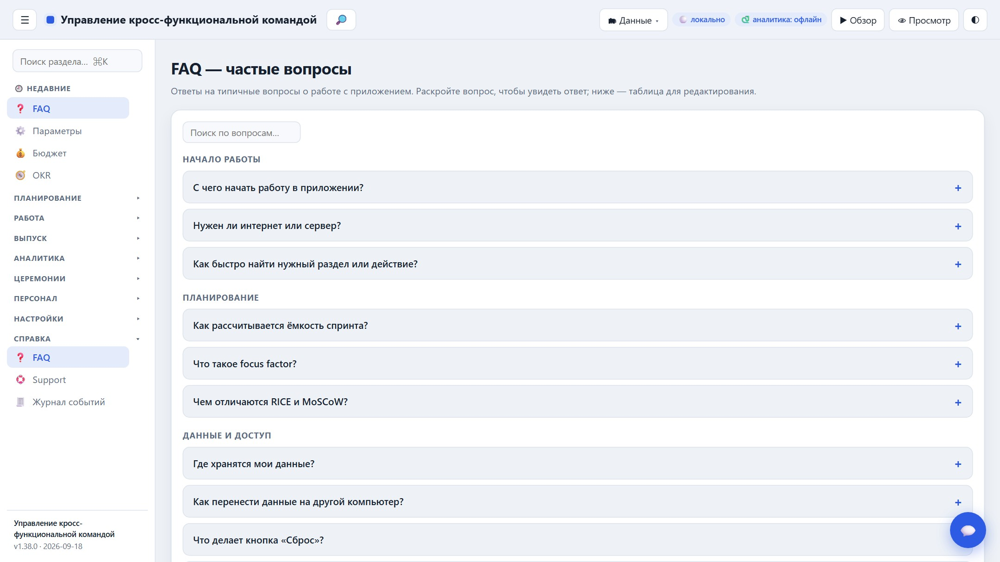 Управление кросс-функциональной командой
Данные
локально
аналитика: офлайн
Обзор
Просмотр
Поиск раздела... ⌘K
НЕДАВНИЕ
FAQ
Параметры
Бюджет
OKR
ПЛАНИРОВАНИЕ
РАБОТА
ВЫПУСК
АНАЛИТИКА
ЦЕРЕМОНИИ
ПЕРСОНАЛ
НАСТРОЙКИ
СПРАВКА
FAQ
Support
Журнал событий
Управление кросс-
функциональной командой
v1.38.0 · 2026-09-18
FAQ — частые вопросы
Ответы на типичные вопросы о работе с приложением. Раскройте вопрос, чтобы увидеть ответ; ниже — таблица для редактирования.
Поиск по вопросам...
НАЧАЛО РАБОТЫ
С чего начать работу в приложении? +
Нужен ли интернет или сервер? +
Как быстро найти нужный раздел или действие? +
ПЛАНИРОВАНИЕ
Как рассчитывается ёмкость спринта? +
Что такое focus factor? +
Чем отличаются RICE и MoSCoW? +
ДАННЫЕ И ДОСТУП
Где хранятся мои данные? +
Как перенести данные на другой компьютер? +
Что делает кнопка «Сброс»?